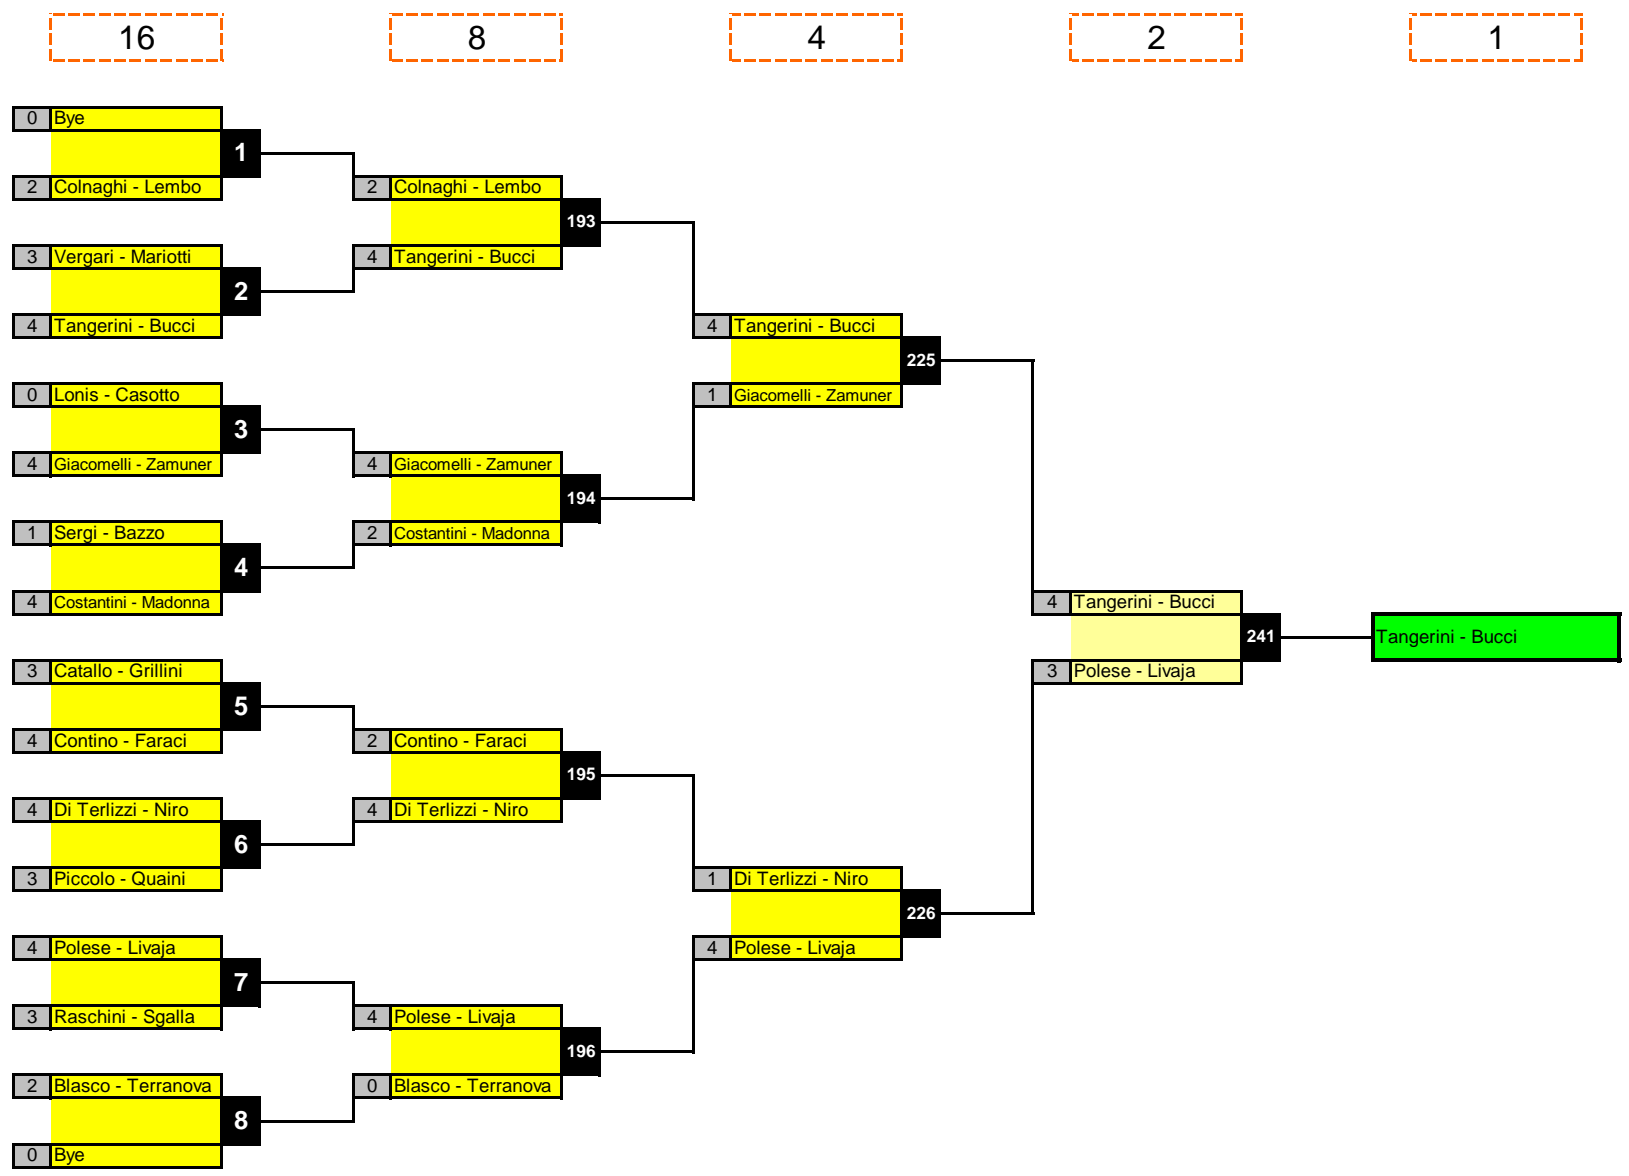 16 8 4 2 1
0 Bye
1
2 Colnaghi - Lembo
2 Colnaghi - Lembo
193
3 Vergari - Mariotti
4 Tangerini - Bucci
2
4 Tangerini - Bucci
4 Tangerini - Bucci
225
0 Lonis - Casotto
1 Giacomelli - Zamuner
3
4 Giacomelli - Zamuner
4 Giacomelli - Zamuner
194
1 Sergi - Bazzo
2 Costantini - Madonna
4
4 Costantini - Madonna
4 Tangerini - Bucci
241
Tangerini - Bucci
3 Catallo - Grillini
3 Polese - Livaja
5
4 Contino - Faraci
2 Contino - Faraci
195
4 Di Terlizzi - Niro
4 Di Terlizzi - Niro
6
3 Piccolo - Quaini
1 Di Terlizzi - Niro
226
4 Polese - Livaja
4 Polese - Livaja
7
3 Raschini - Sgalla
4 Polese - Livaja
196
2 Blasco - Terranova
0 Blasco - Terranova
8
0 Bye